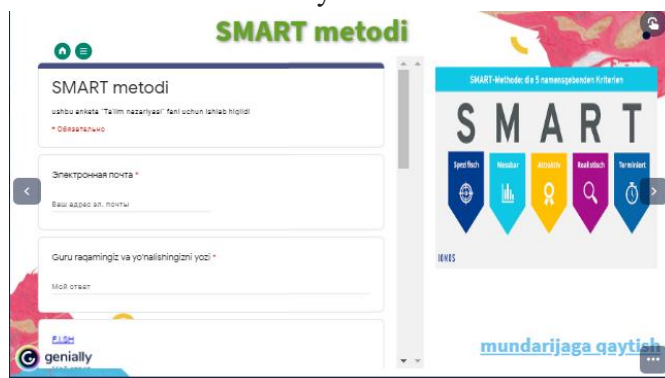 SMART metodi
SMART metodi
ushbu anketa "Ta'lim nazariyasi" fani uchun ishlab hiqildi
* Обязательно
Электронная почта *
Ваш адрес эл. почты
Guru raqamingiz va yo'nalishingizni yozi *
Мой ответ
F.I.SH
genially
SMART-Methode: die 5 namensgebenden Kriterien
S M A R T
Spezifisch Messbar Attraktiv Realistisch Terminiert
IONOS
mundarijaga qaytish